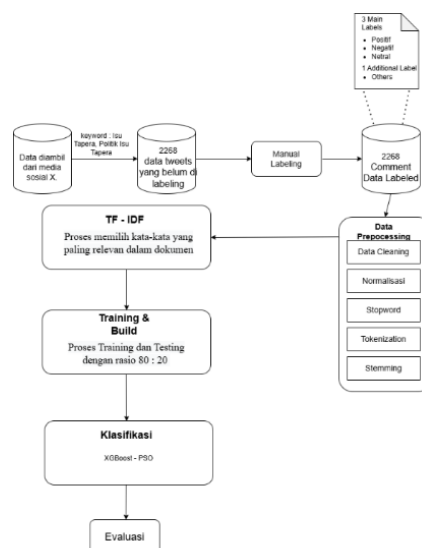 3 Main
Labels
Positif
Negatif
Netral
1 Additional Label
Others
Data diambil
dari media
sosial X.
keyword : Isu
Tapera, Politik Isu
Tapera
2268
data tweets
yang belum di
labeling
Manual
Labeling
2268
Comment
Data Labeled
TF - IDF
Proses memilih kata-kata yang
paling relevan dalam dokumen
Data
Prepocessing
Data Cleaning
Normalisasi
Stopword
Tokenization
Stemming
Training &
Build
Proses Training dan Testing
dengan rasio 80 : 20
Klasifikasi
XGBoost - PSO
Evaluasi